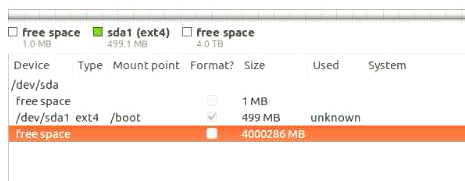 free space sda1 (ext4) free space
1.0 MB 499.1 MB 4.0 TB
Device Type Mount point Format? Size Used System
/dev/sda
free space 1 MB
/dev/sda1 ext4 /boot 499 MB unknown
free space 4000286 MB